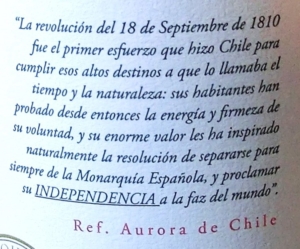 “La revolución del 18 de Septiembre de 1810
fue el primer esfuerzo que hizo Chile para
cumplir esos altos destinos a que lo llamaba el
tiempo y la naturaleza: sus habitantes han
probado desde entonces la energía y firmeza de
su voluntad, y su enorme valor les ha inspirado
naturalmente la resolución de separarse para
siempre de la Monarquía Española, y proclamar
su INDEPENDENCIA a la faz del mundo”.
Ref. Aurora de Chile